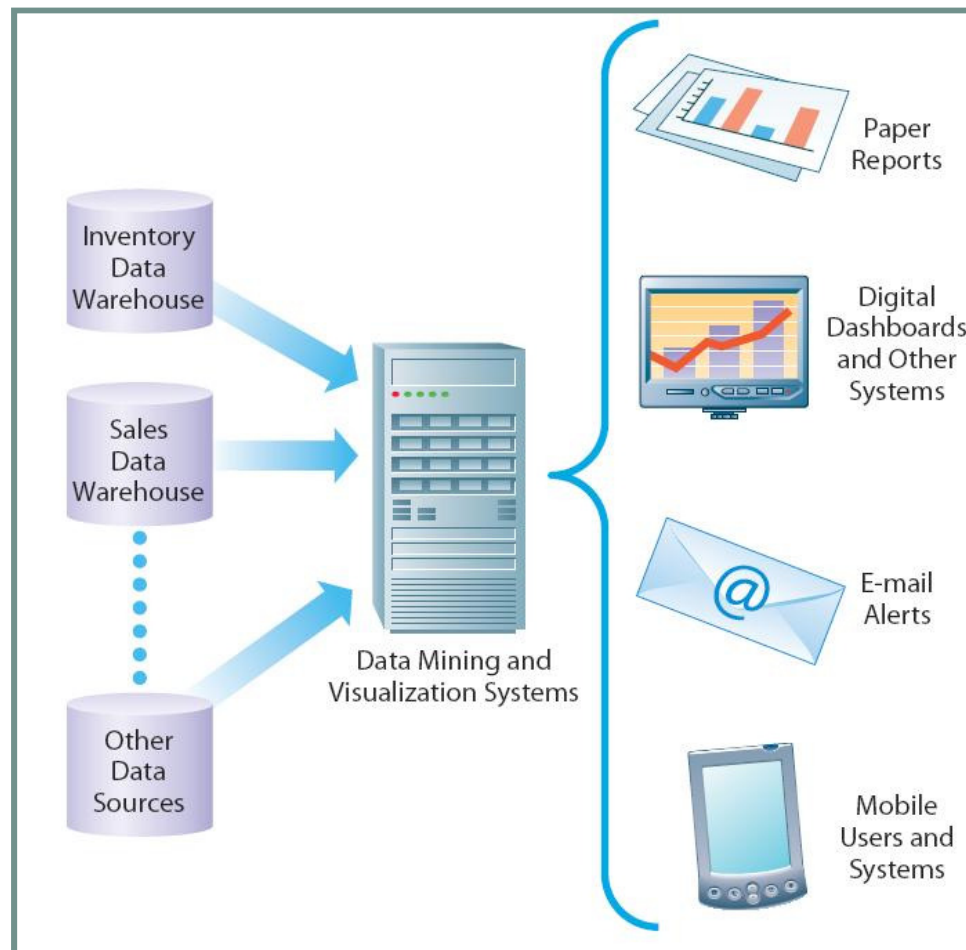 Inventory
Data
Warehouse
Sales
Data
Warehouse
Other
Data
Sources
Data Mining and
Visualization Systems
Paper
Reports
Digital
Dashboards
and Other
Systems
@
E-mail
Alerts
Mobile
Users and
Systems